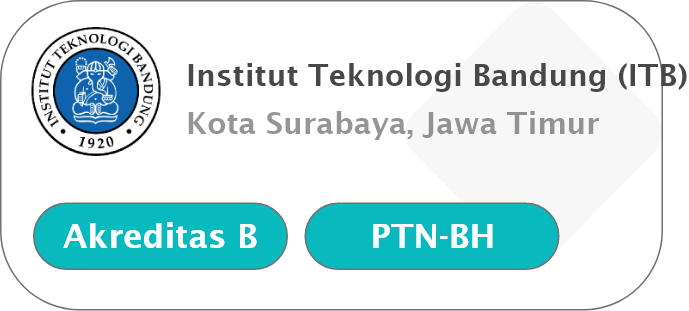 INSTITUT TEKNOLOGI BANDUNG
• 1920 •
Institut Teknologi Bandung (ITB)
Kota Surabaya, Jawa Timur
Akreditas B
PTN-BH